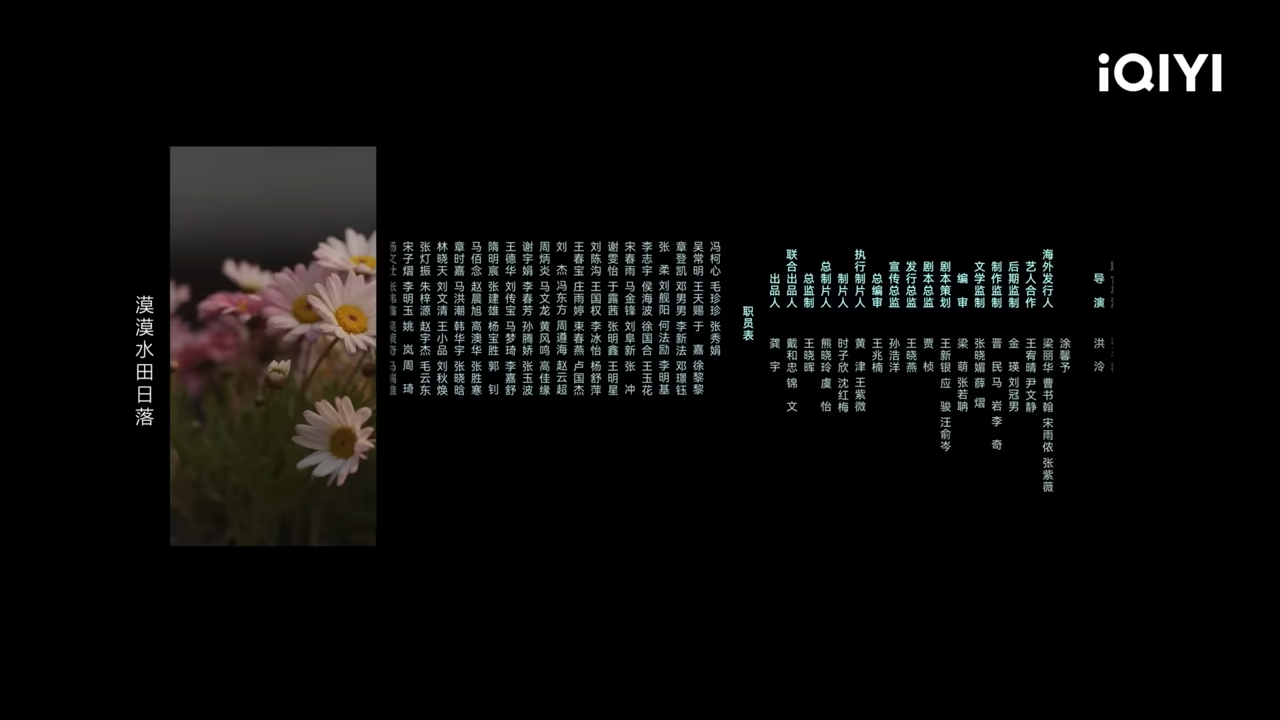 iQIYI
漠漠水田日落
宋子熠 李明玉 姚 岚 周 琦
张灯振 朱梓源 赵宇杰 毛云东
林晓天 刘文清 王小品 刘秋焕
章时嘉 马洪潮 韩华宇 张晓晗
马佰念 赵晨旭 高澳华 张胜寒
隋明宸 张建雄 杨宝胜 郭 钊
王德华 刘传宝 马梦琦 李嘉舒
谢宇娟 李春芳 孙腾娇 张玉波
周炳炎 马文龙 黄风鸣 高佳缘
刘 杰 冯东方 周遵海 赵云超
王春宝 庄雨婷 束春燕 卢国杰
刘陈沟 王国权 李冰怡 杨舒萍
谢雯怡 于露茜 张明鑫 王明星
宋春雨 马金锋 刘阜新 张 冲
李志宇 侯海波 徐国合 王玉花
张 柔 刘舰阳 何法励 李明基
章登凯 邓男男 李新法 邓璟钰
吴常明 王天赐 于 嘉 徐黎黎
冯柯心 毛珍珍 张秀娟
职员表
出品人 龚 宇
联合出品人 戴和忠 锦 文
总监制 王晓晖
总制片人 熊晓玲 虞 怡
制片人 时子欣 沈红梅
执行制片人 黄 津 王紫微
总编审 王兆楠
宣传总监 孙浩洋
发行总监 王晓燕
剧本总监 贾 桢
剧本策划 王新银 应 骏 汪俞岑
编 审 梁 萌 张若聃
文学监制 张晓媚 薛 熠
制作监制 晋 民 马 岩 李 奇
后期监制 金 瑛 刘冠男
艺人合作 王宥晴 尹文静
海外发行人 梁丽华 曹书翰 宋雨侬 张紫薇
涂馨予
导 演 洪 泠